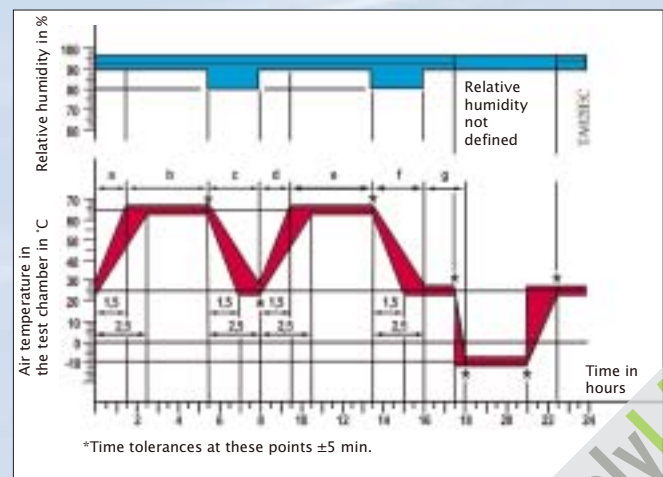 Relative humidity in %
100
90
80
70
60
Relative
humidity
not
defined
a b c d e f g
Air temperature in
the test chamber in °C
70
60
50
40
30
20
10
0
-10
1,5 1,5 1,5
2,5 2,5 2,5 2,5
1,5
2 4 6 8 10 12 14 16 18 20 22 24
Time in
hours
*Time tolerances at these points ±5 min.
ply